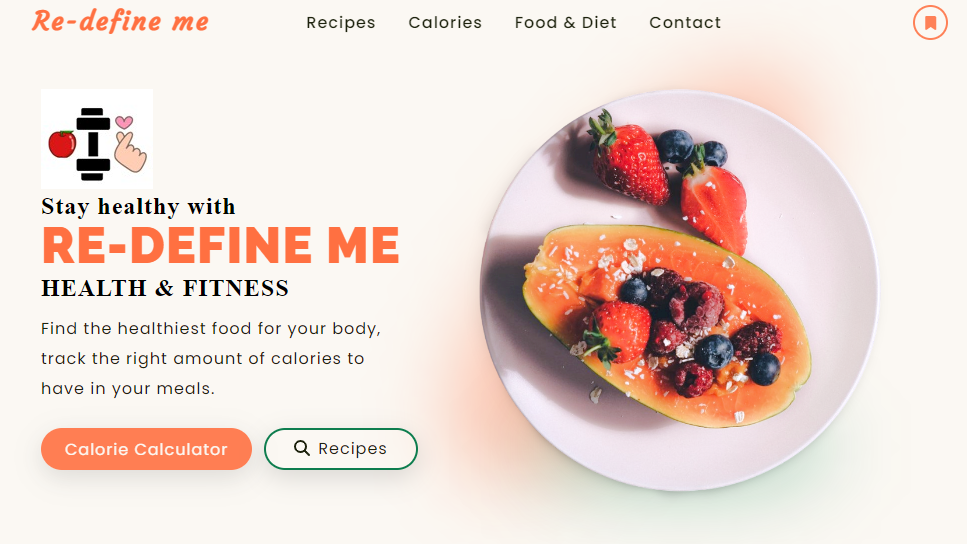 Re-define me
Recipes
Calories
Food & Diet
Contact
Stay healthy with
RE-DEFINE ME
HEALTH & FITNESS
Find the healthiest food for your body,
track the right amount of calories to
have in your meals.
Calorie Calculator
Recipes